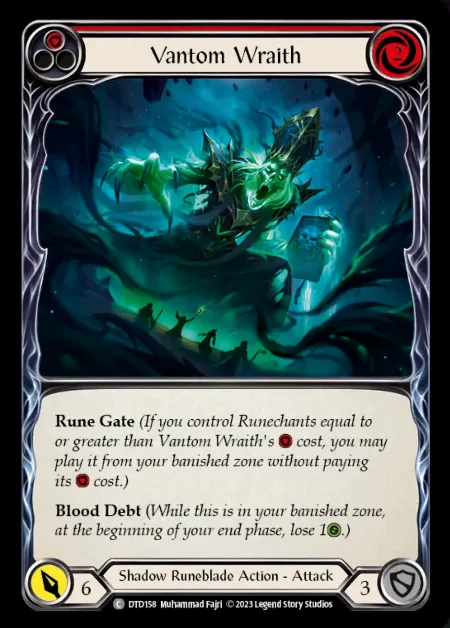 Vantom Wraith
2
Rune Gate (If you control Runechants equal to
or greater than Vantom Wraith's cost, you may
play it from your banished zone without paying
its cost.)
Blood Debt (While this is in your banished zone,
at the beginning of your end phase, lose 1.)
6
Shadow Runeblade Action - Attack
3
C DTD158 Muhammad Fajri © 2023 Legend Story Studios